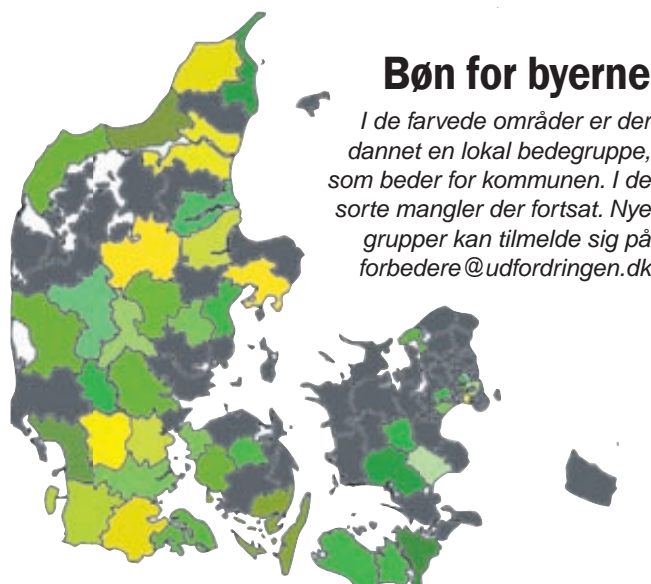 Bøn for byerne
I de farvede områder er der
dannet en lokal bedegruppe,
som beder for kommunen. I de
sorte mangler der fortsat. Nye
grupper kan tilmelde sig på
forbedere@udfordringen.dk